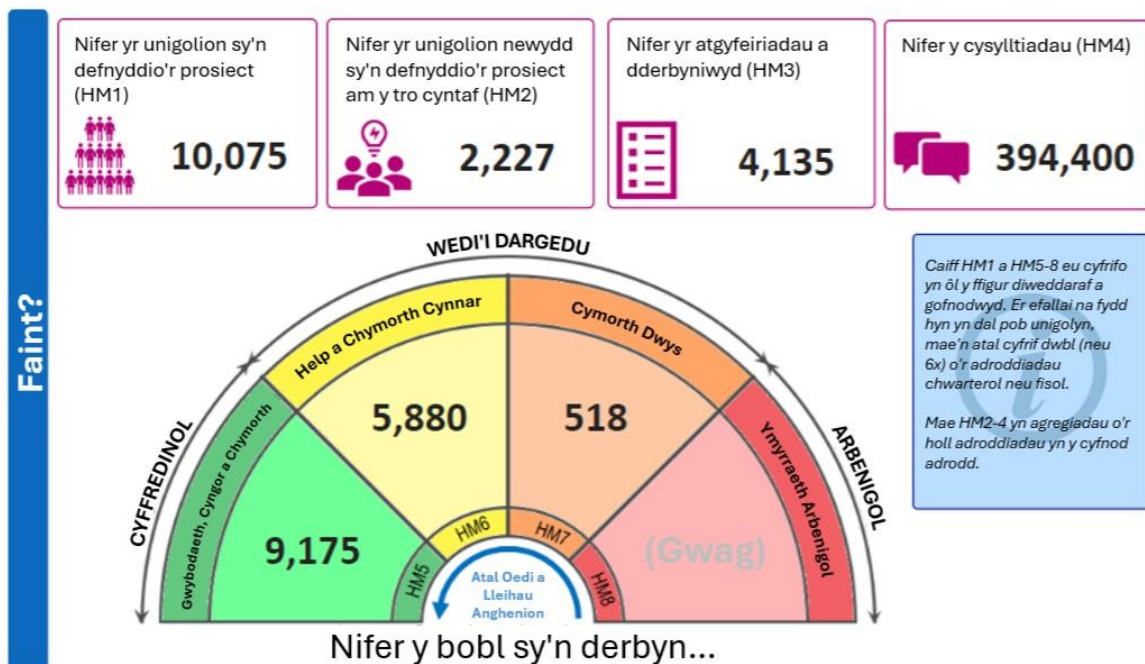 Faint?
Nifer yr unigolion sy'n
defnyddio'r prosiect
(HM1)
10,075
Nifer yr unigolion newydd
sy'n defnyddio'r prosiect
am y tro cyntaf (HM2)
2,227
Nifer yr atgyfeiriadau a
dderbyniwyd (HM3)
4,135
Nifer y cysylltiadau (HM4)
394,400
CYFFREDINOL
WEDI'I DARGEDU
ARBENIGOL
Gwybodaeth, Cyngor a Chymorth
Help a Chymorth Cynnar
Cymorth Dwys
Ymyrraeth Arbenigol
9,175
5,880
518
(Gwag)
HM5
HM6
HM7
HM8
Atal Oedi a
Lleihau
Anghenion
Nifer y bobl sy'n derbyn...
Caiff HM1 a HM5-8 eu cyfrifo
yn ôl y ffigur diweddaraf a
gofnodwyd. Er efallai na fydd
hyn yn dal pob unigolyn,
mae'n atal cyfrif dwbl (neu
6x) o'r adroddiadau
chwarterol neu fisol.
Mae HM2-4 yn agregiadau o'r
holl adroddiadau yn y cyfnod
adrodd.